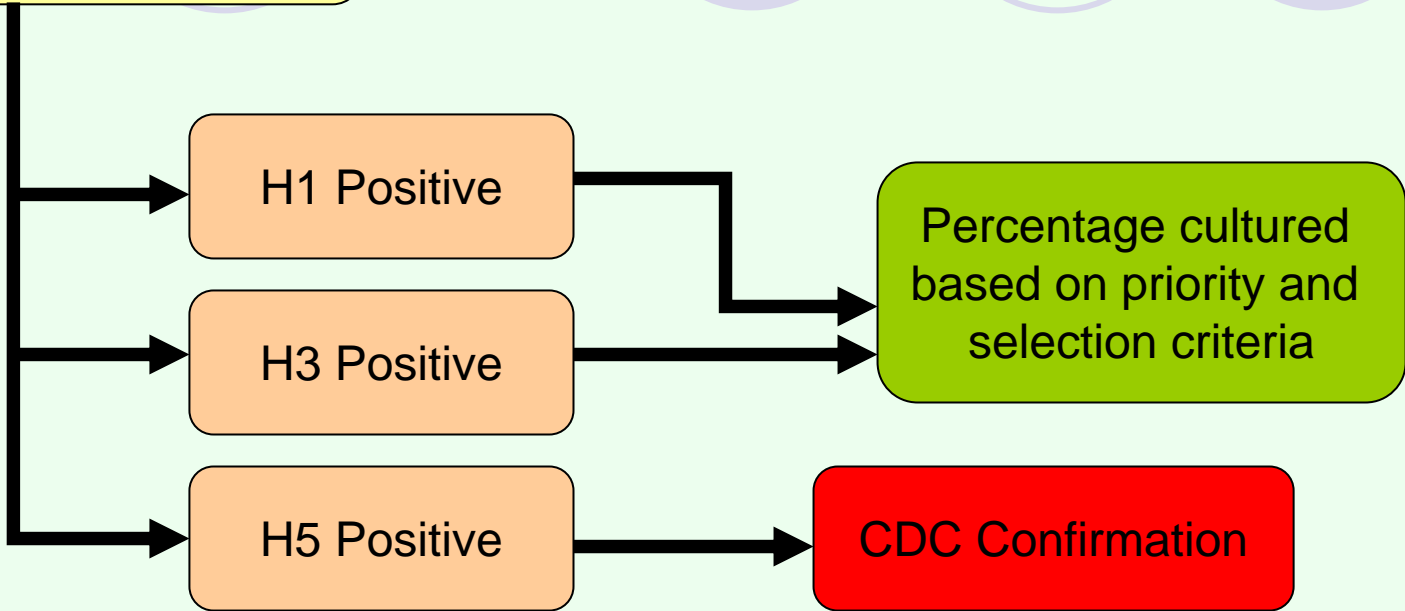 H1 Positive
Percentage cultured
based on priority and
selection criteria
H3 Positive
H5 Positive
CDC Confirmation